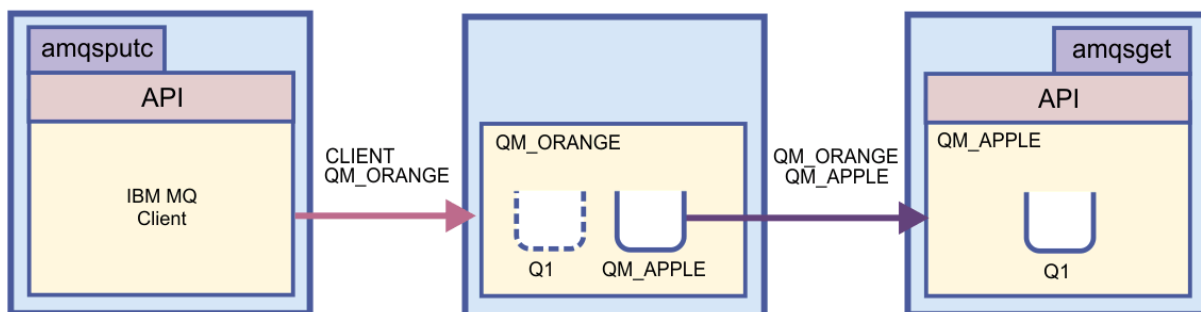 amqsputc
API
IBM MQ
Client
CLIENT
QM_ORANGE
QM_ORANGE
Q1
QM_APPLE
QM_ORANGE
QM_APPLE
amqsget
API
QM_APPLE
Q1